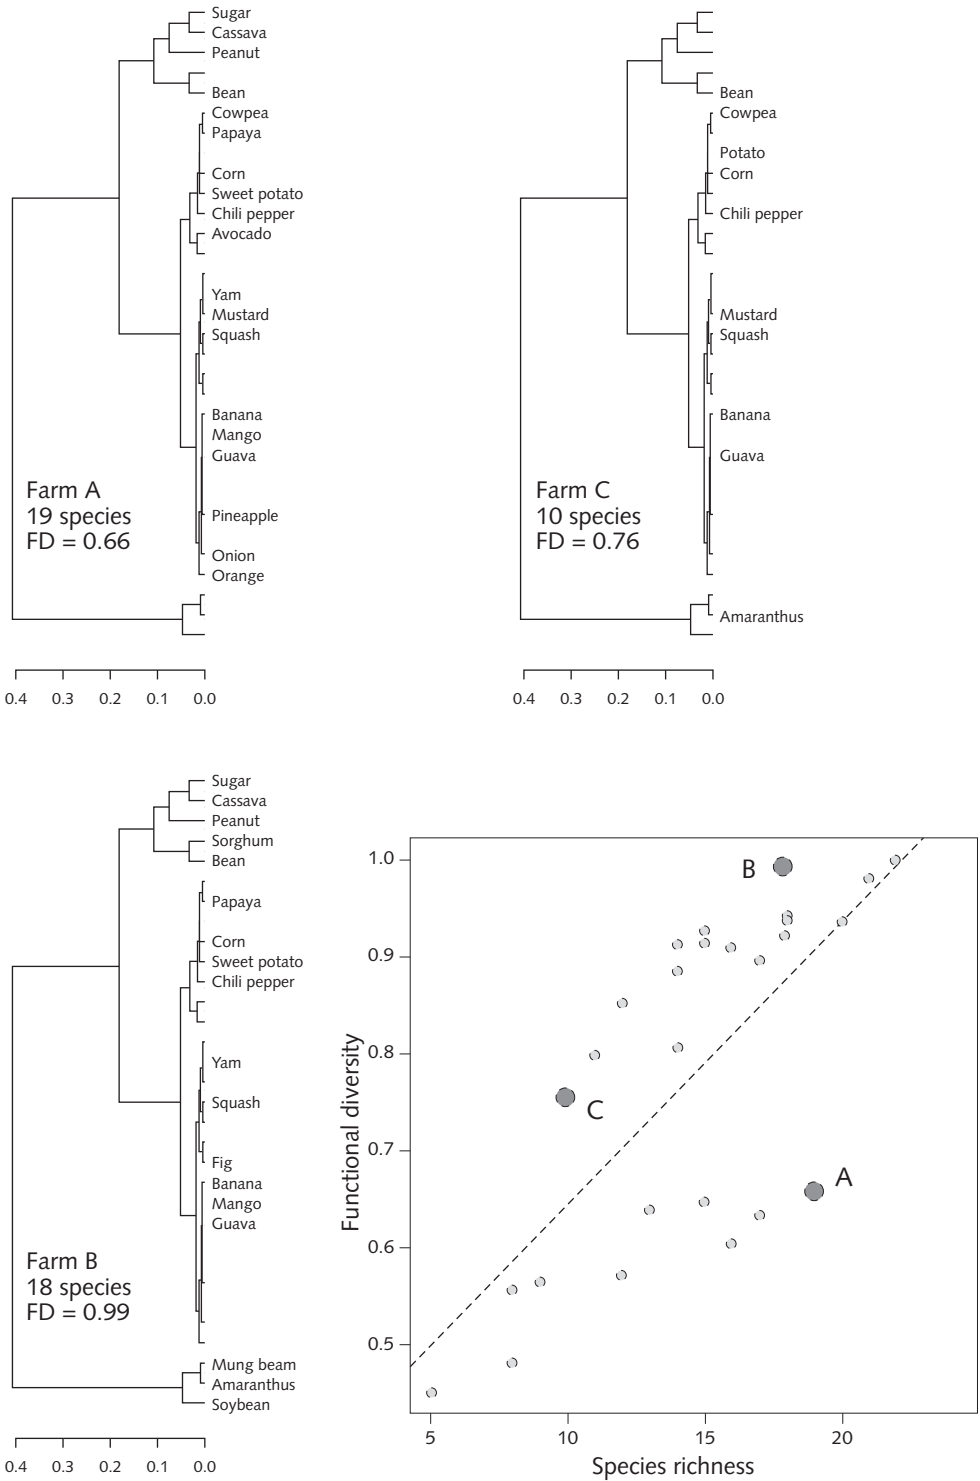 Sugar
Cassava
Peanut
Bean
Cowpea
Papaya
Corn
Sweet potato
Chili pepper
Avocado
Yam
Mustard
Squash
Banana
Mango
Guava
Pineapple
Onion
Orange
Farm A
19 species
FD = 0.66
0.4 0.3 0.2 0.1 0.0
Bean
Cowpea
Potato
Corn
Chili pepper
Mustard
Squash
Banana
Guava
Amaranthus
Farm C
10 species
FD = 0.76
0.4 0.3 0.2 0.1 0.0
Sugar
Cassava
Peanut
Sorghum
Bean
Papaya
Corn
Sweet potato
Chili pepper
Yam
Squash
Fig
Banana
Mango
Guava
Mung beam
Amaranthus
Soybean
Farm B
18 species
FD = 0.99
0.4 0.3 0.2 0.1 0.0
Functional diversity
1.0
0.9
0.8
0.7
0.6
0.5
B
C
A
5 10 15 20
Species richness